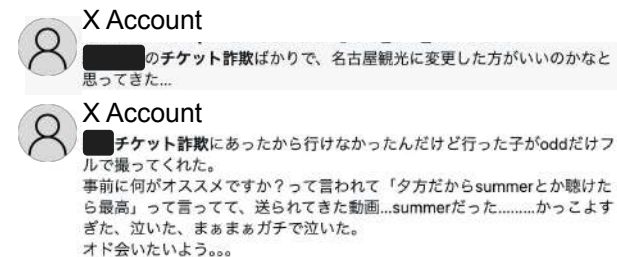 X Account
のチケット詐欺ばかりで、名古屋観光に変更した方がいいのかなと
思ってきた...
X Account
チケット詐欺にあったから行けなかったんだけど行った子がoddだけフ
ルで撮ってくれた。
事前に何がオススメですか？って言われて「夕方だからsummerとか聴けた
ら最高」って言ってて、送られてきた動画...summerだった.........かっこよす
ぎた、泣いた、まぁまぁガチで泣いた。
オド会いたいよう。。。